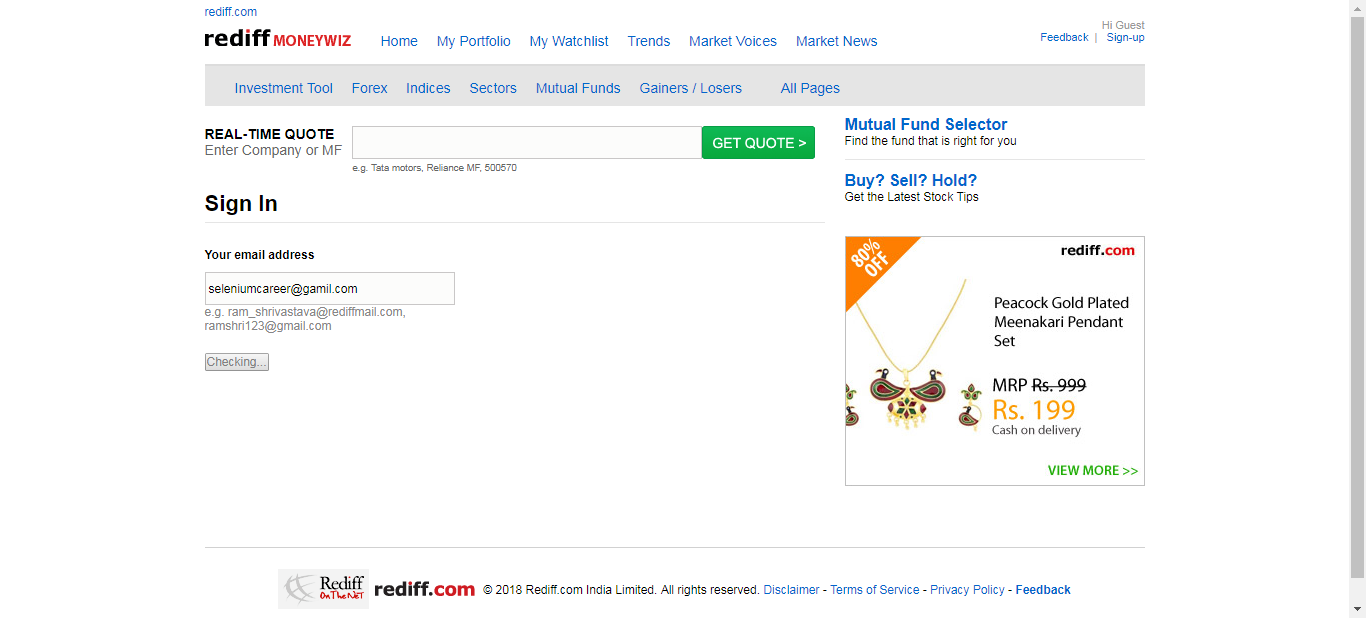 rediff.com
rediff MONEYWIZ
Home My Portfolio My Watchlist Trends Market Voices Market News
Hi Guest
Feedback | Sign-up
Investment Tool Forex Indices Sectors Mutual Funds Gainers / Losers All Pages
REAL-TIME QUOTE
Enter Company or MF
GET QUOTE >
e.g. Tata motors, Reliance MF, 500570
Mutual Fund Selector
Find the fund that is right for you
Buy? Sell? Hold?
Get the Latest Stock Tips
Sign In
Your email address
seleniumcareer@gamil.com
e.g. ram_shrivastava@rediffmail.com,
ramshri123@gmail.com
Checking...
80%
OFF
rediff.com
Peacock Gold Plated
Meenakari Pendant
Set
MRP Rs. 999
Rs. 199
Cash on delivery
VIEW MORE >>
Rediff
On The NeT
rediff.com © 2018 Rediff.com India Limited. All rights reserved. Disclaimer - Terms of Service - Privacy Policy - Feedback